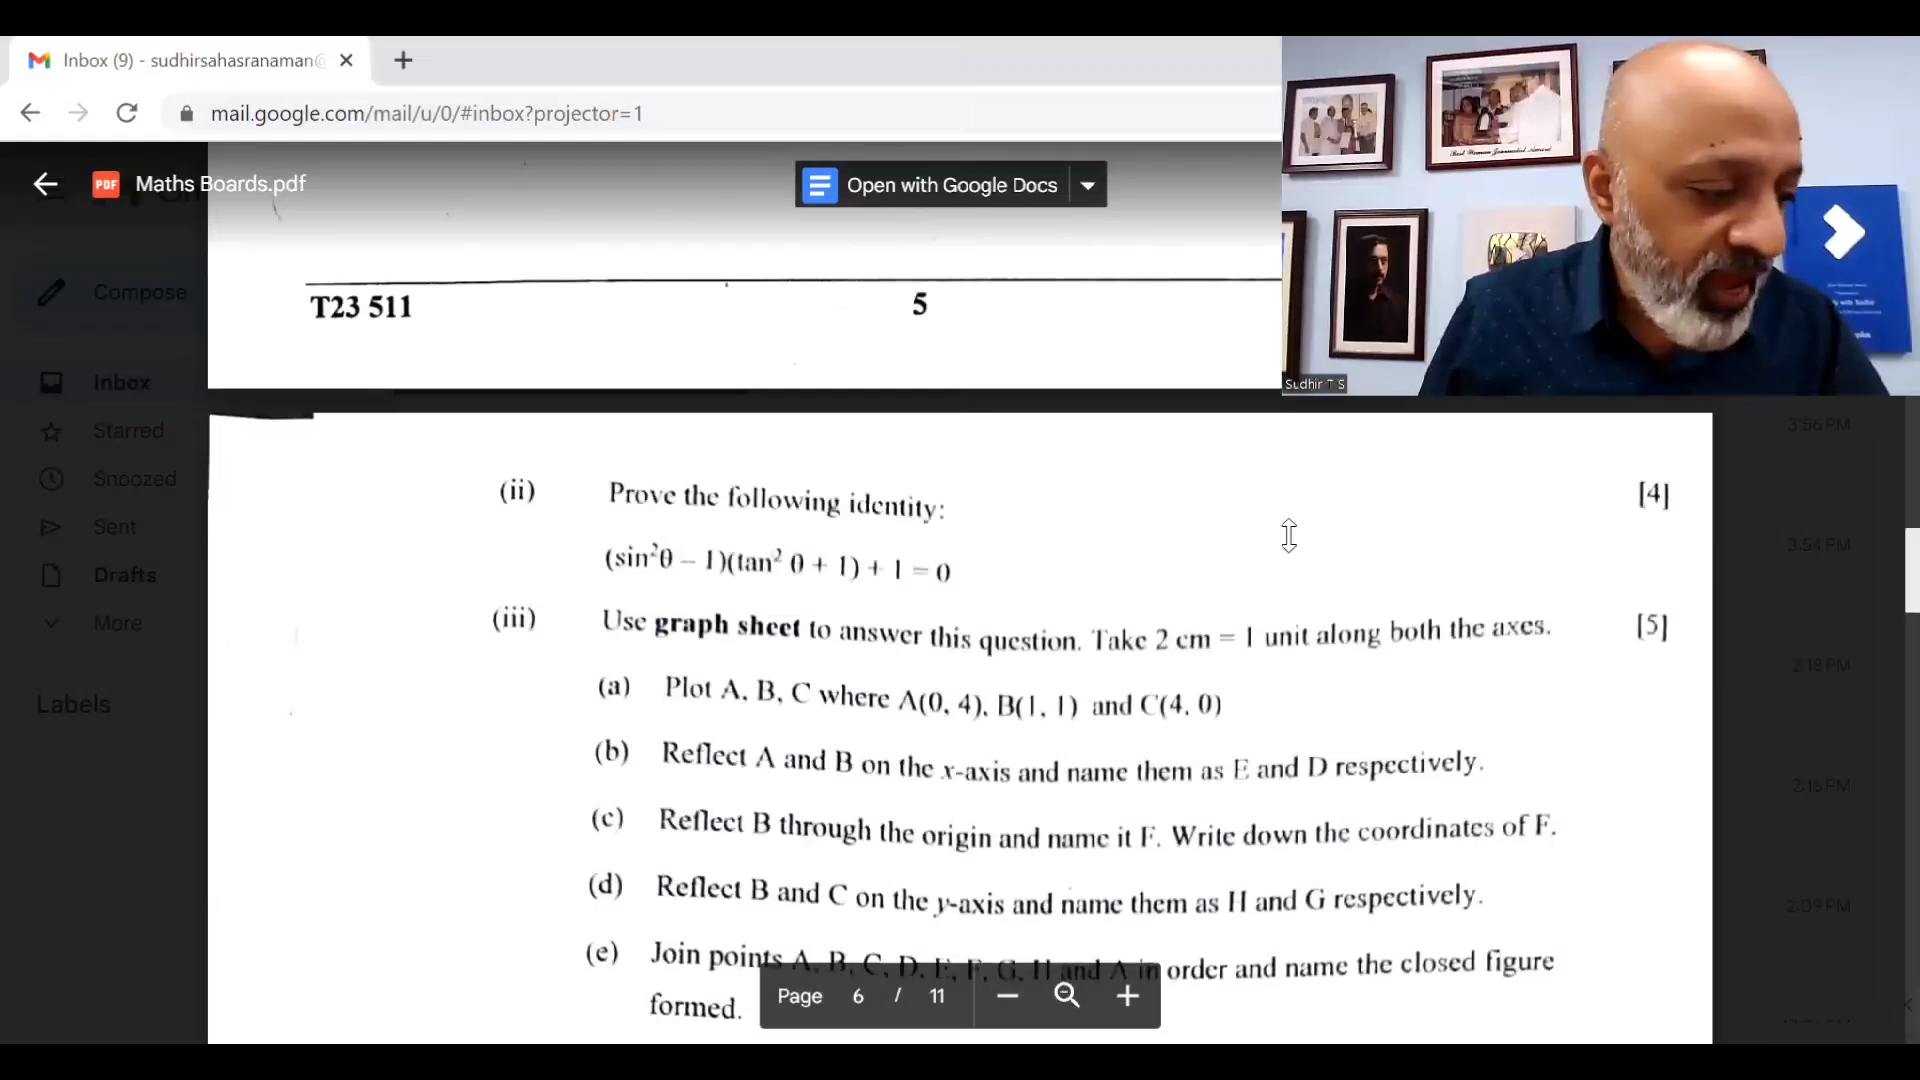 Inbox (9) - sudhirsahasranaman@
mail.google.com/mail/u/0/#inbox?projector=1
PDF
Maths Boards.pdf
Open with Google Docs
Best Woman Journalist Award
Sudhir T S
Compose
Inbox
Starred
Snoozed
Sent
Drafts
More
Labels
T23 511 5
3:56 PM
3:54 PM
2:18 PM
2:16 PM
2:09 PM
(ii) Prove the following identity: [4]
(sin²θ – 1)(tan² θ + 1) + 1 = 0
(iii) Use graph sheet to answer this question. Take 2 cm = 1 unit along both the axes. [5]
(a) Plot A, B, C where A(0, 4), B(1, 1) and C(4, 0)
(b) Reflect A and B on the x-axis and name them as E and D respectively.
(c) Reflect B through the origin and name it F. Write down the coordinates of F.
(d) Reflect B and C on the y-axis and name them as H and G respectively.
(e) Join points A, B, C, D, E, F, G, H and A in order and name the closed figure
formed.
Page 6 / 11